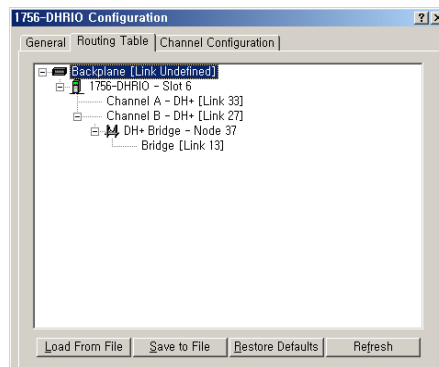 1756-DHRIO Configuration
General Routing Table Channel Configuration
Backplane [Link Undefined]
1756-DHRIO - Slot 6
Channel A - DH+ [Link 33]
Channel B - DH+ [Link 27]
DH+ Bridge - Node 37
Bridge [Link 13]
Load From File Save to File Restore Defaults Refresh